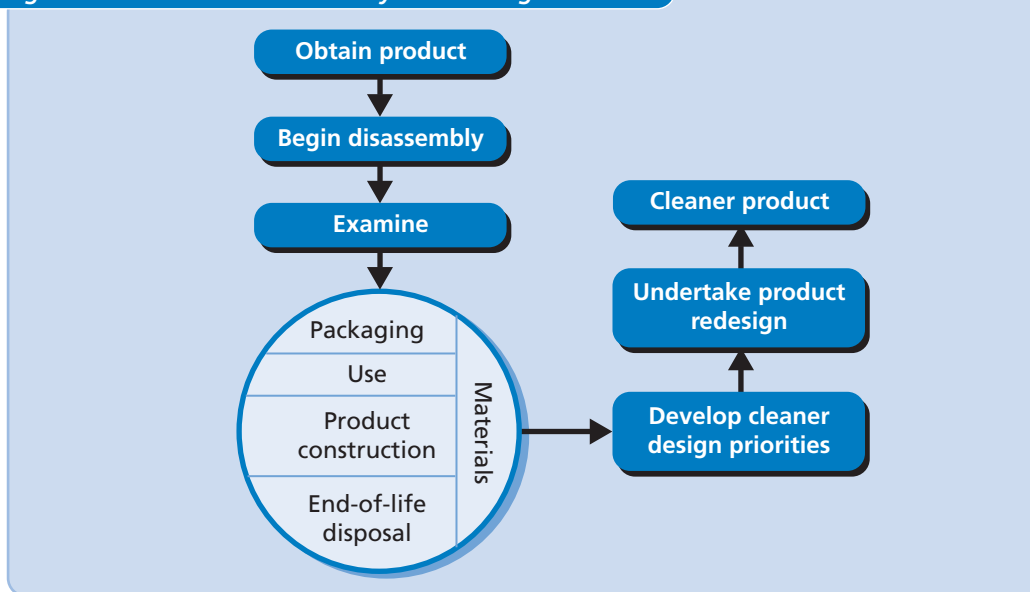 Obtain product
Begin disassembly
Examine
Packaging
Use
Product
construction
End-of-life
disposal
Materials
Develop cleaner
design priorities
Undertake product
redesign
Cleaner product